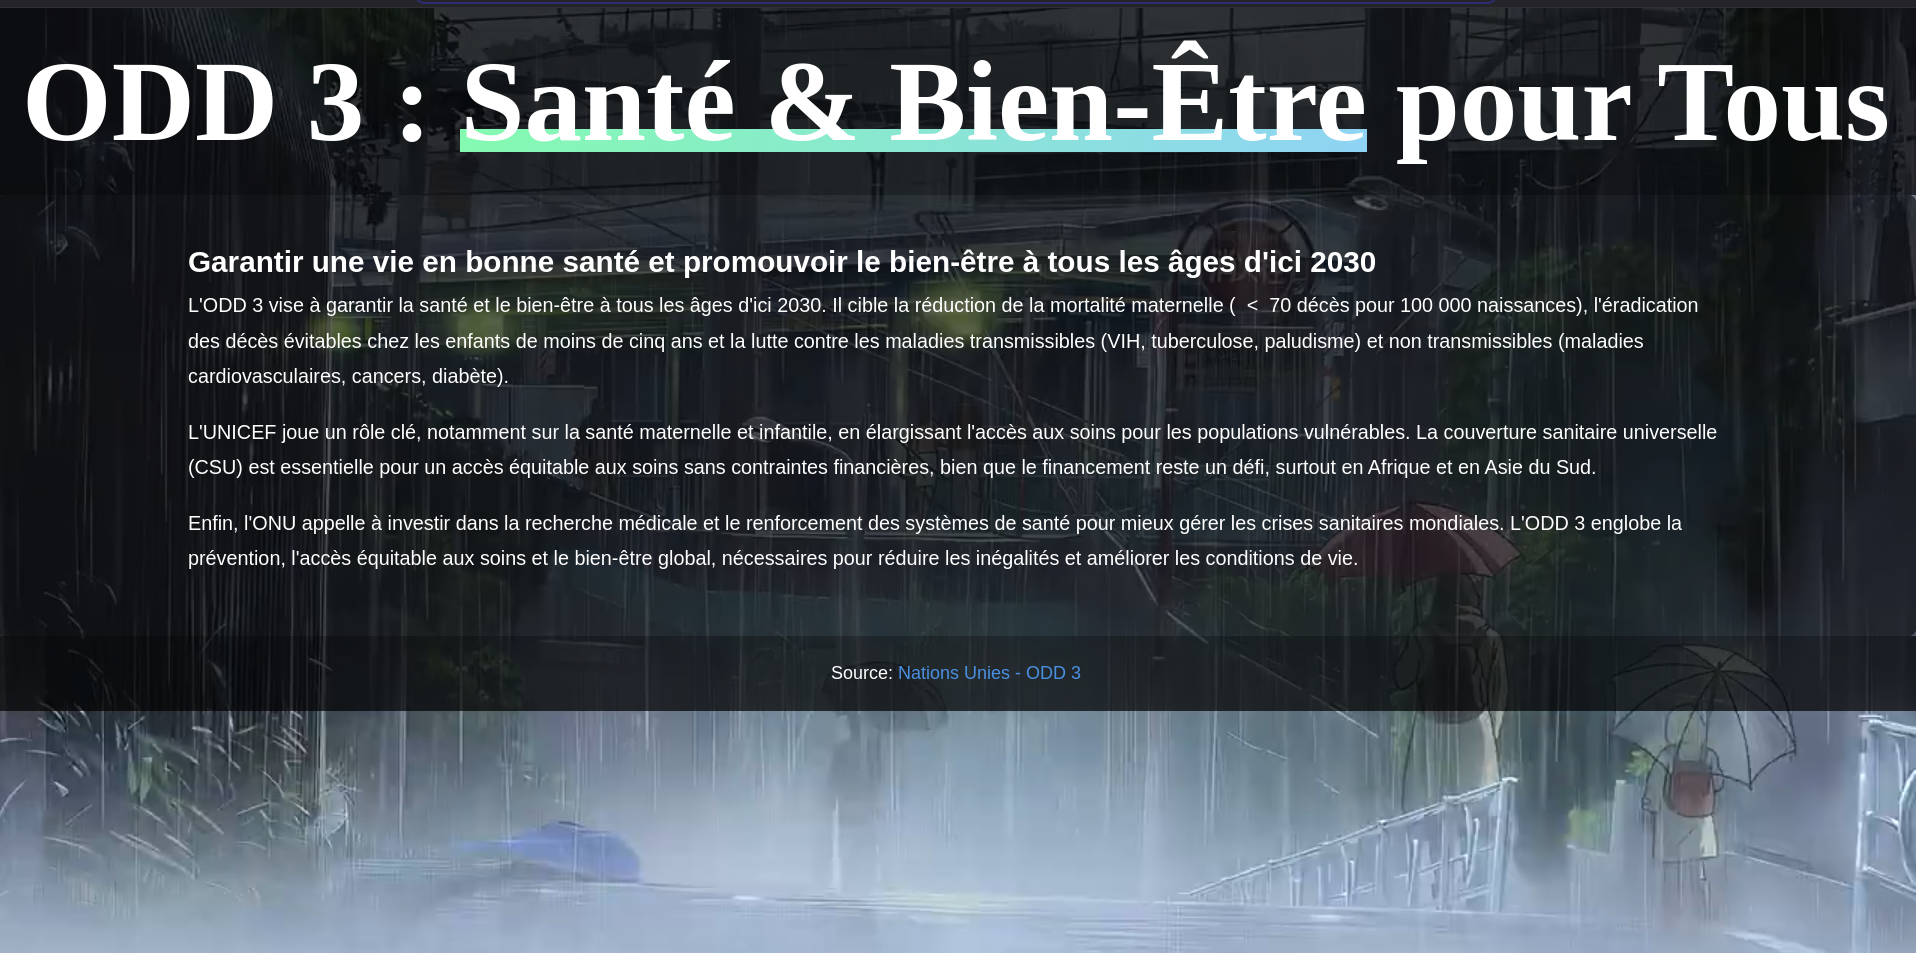 ODD 3 : Santé & Bien-Être pour Tous
Garantir une vie en bonne santé et promouvoir le bien-être à tous les âges d'ici 2030
L'ODD 3 vise à garantir la santé et le bien-être à tous les âges d'ici 2030. Il cible la réduction de la mortalité maternelle ( < 70 décès pour 100 000 naissances), l'éradication
des décès évitables chez les enfants de moins de cinq ans et la lutte contre les maladies transmissibles (VIH, tuberculose, paludisme) et non transmissibles (maladies
cardiovasculaires, cancers, diabète).
L'UNICEF joue un rôle clé, notamment sur la santé maternelle et infantile, en élargissant l'accès aux soins pour les populations vulnérables. La couverture sanitaire universelle
(CSU) est essentielle pour un accès équitable aux soins sans contraintes financières, bien que le financement reste un défi, surtout en Afrique et en Asie du Sud.
Enfin, l'ONU appelle à investir dans la recherche médicale et le renforcement des systèmes de santé pour mieux gérer les crises sanitaires mondiales. L'ODD 3 englobe la
prévention, l'accès équitable aux soins et le bien-être global, nécessaires pour réduire les inégalités et améliorer les conditions de vie.
Source: Nations Unies - ODD 3